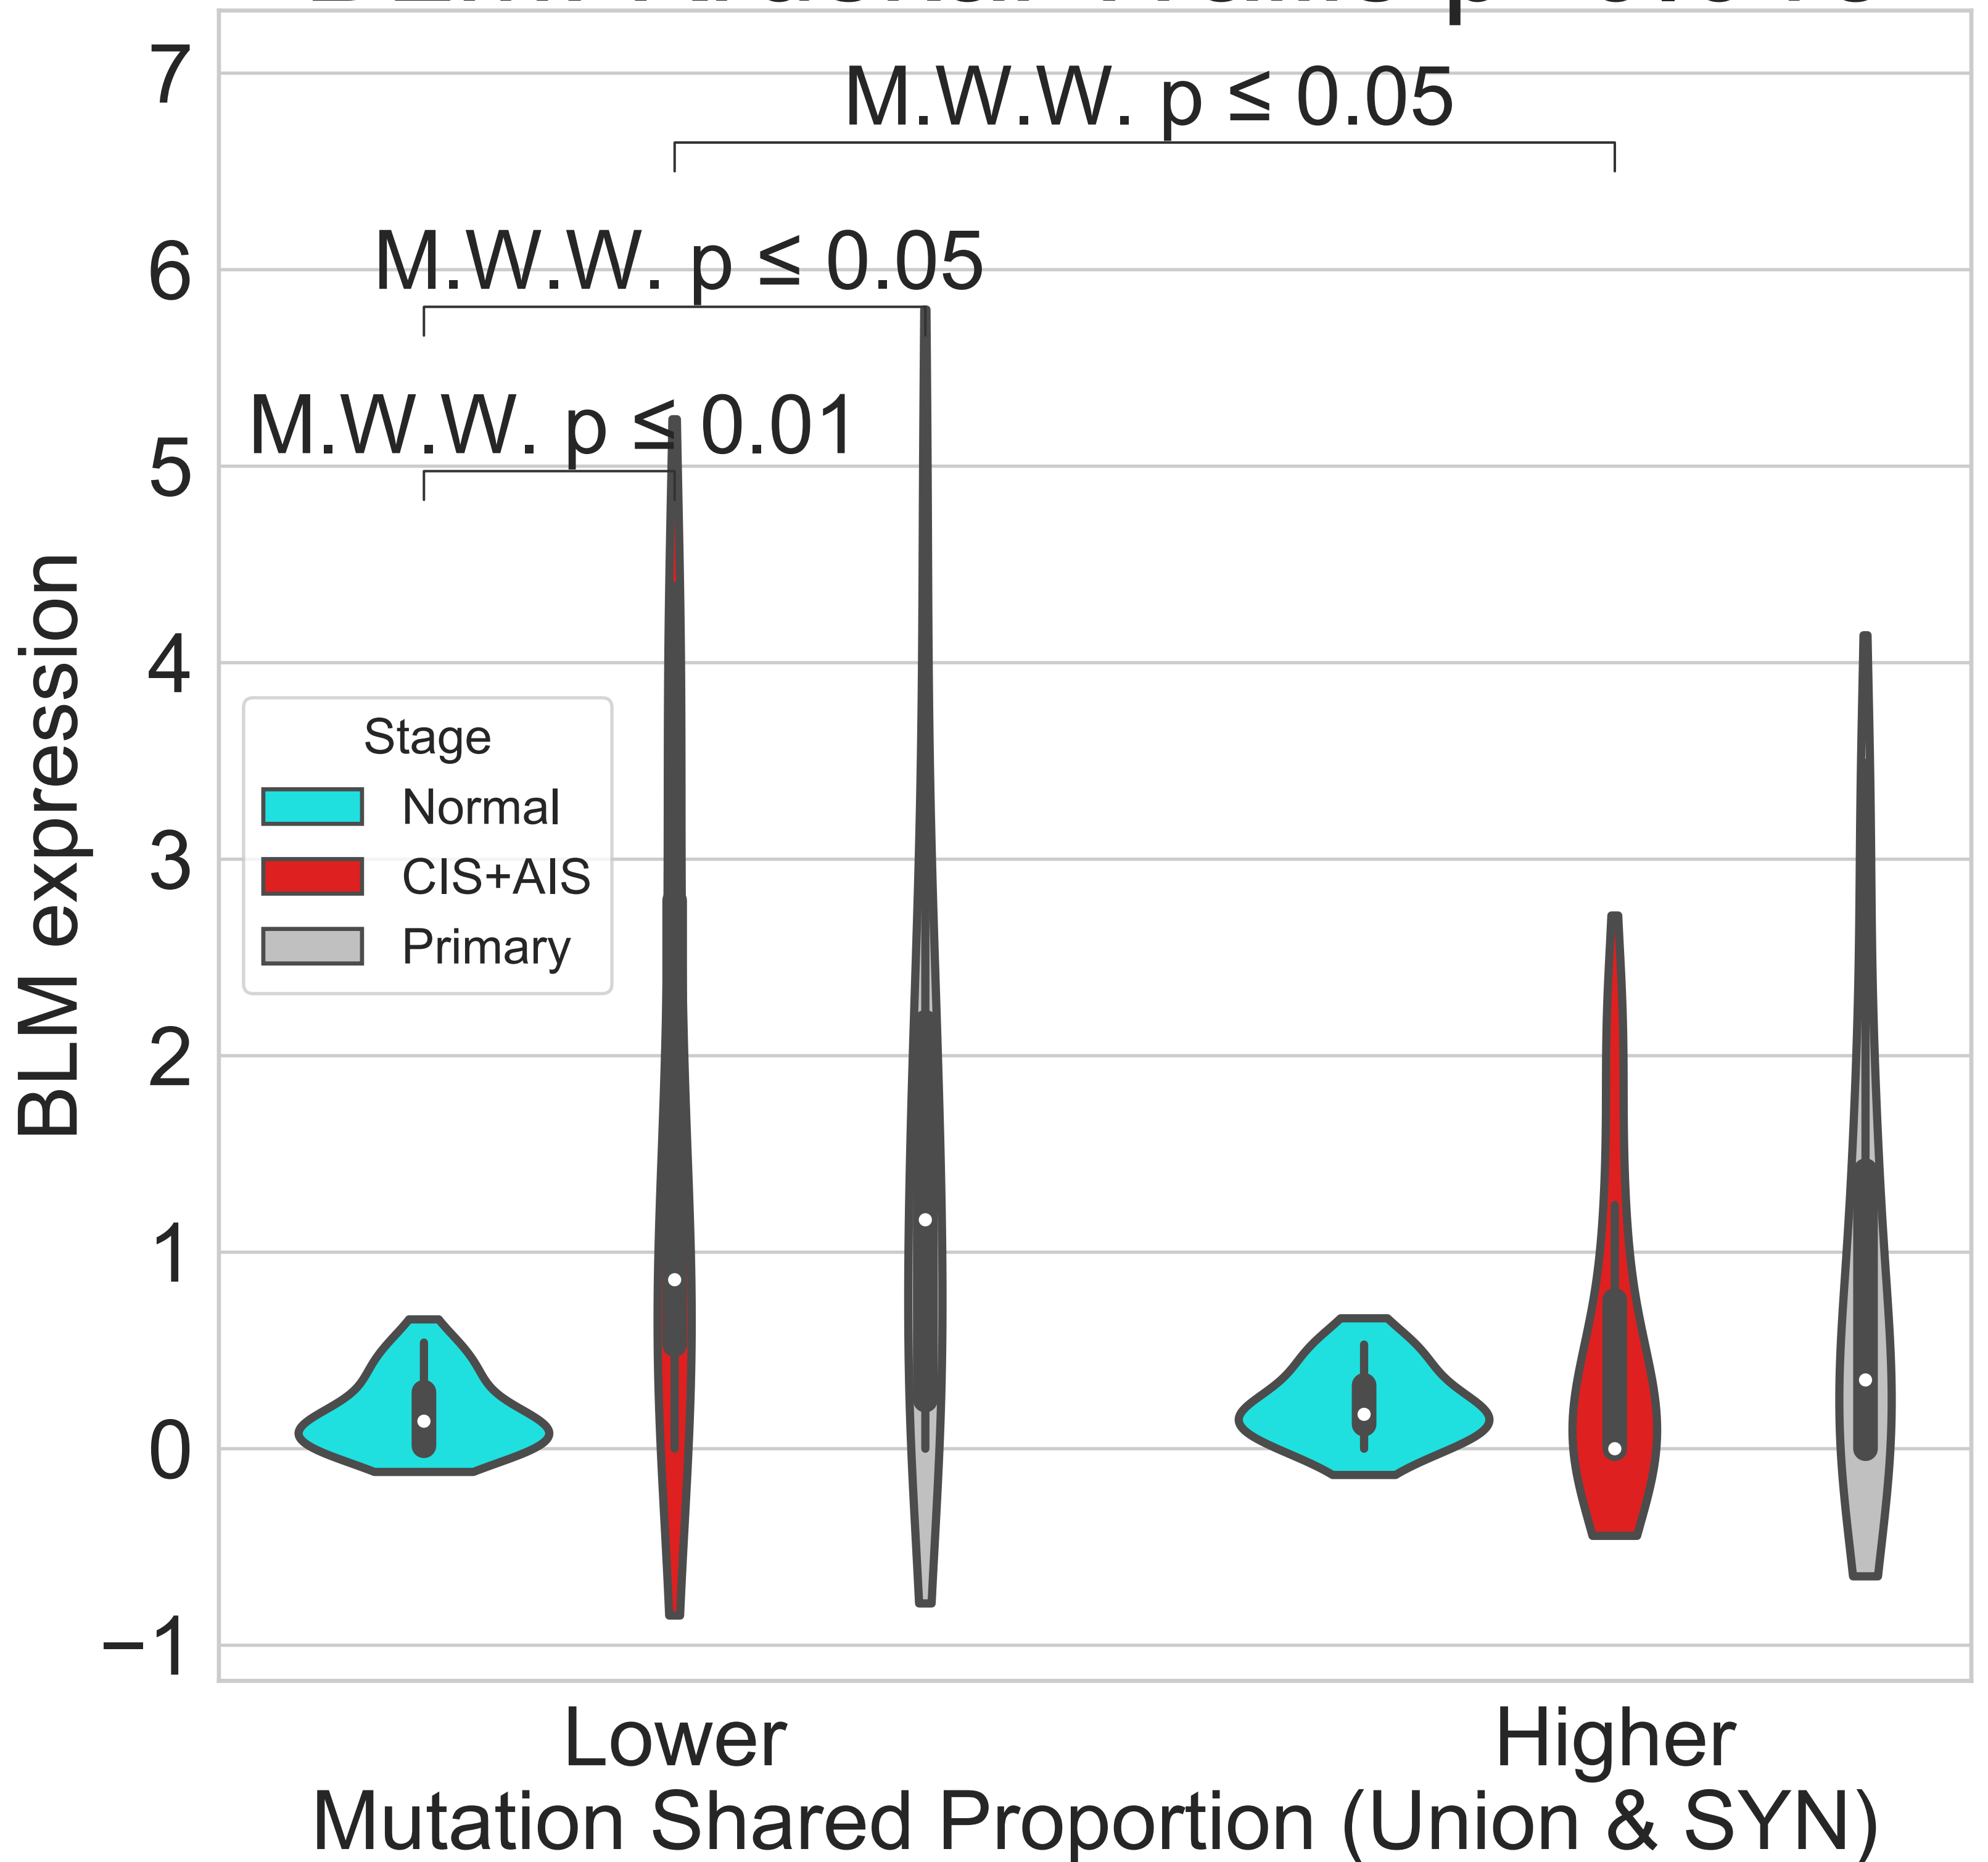 7
M.W.W. p ≤ 0.05
6
M.W.W. p ≤ 0.05
5
M.W.W. p ≤ 0.01
4
3
2
1
0
−1
BLM expression
Stage
Normal
CIS+AIS
Primary
Lower
Higher
Mutation Shared Proportion (Union & SYN)